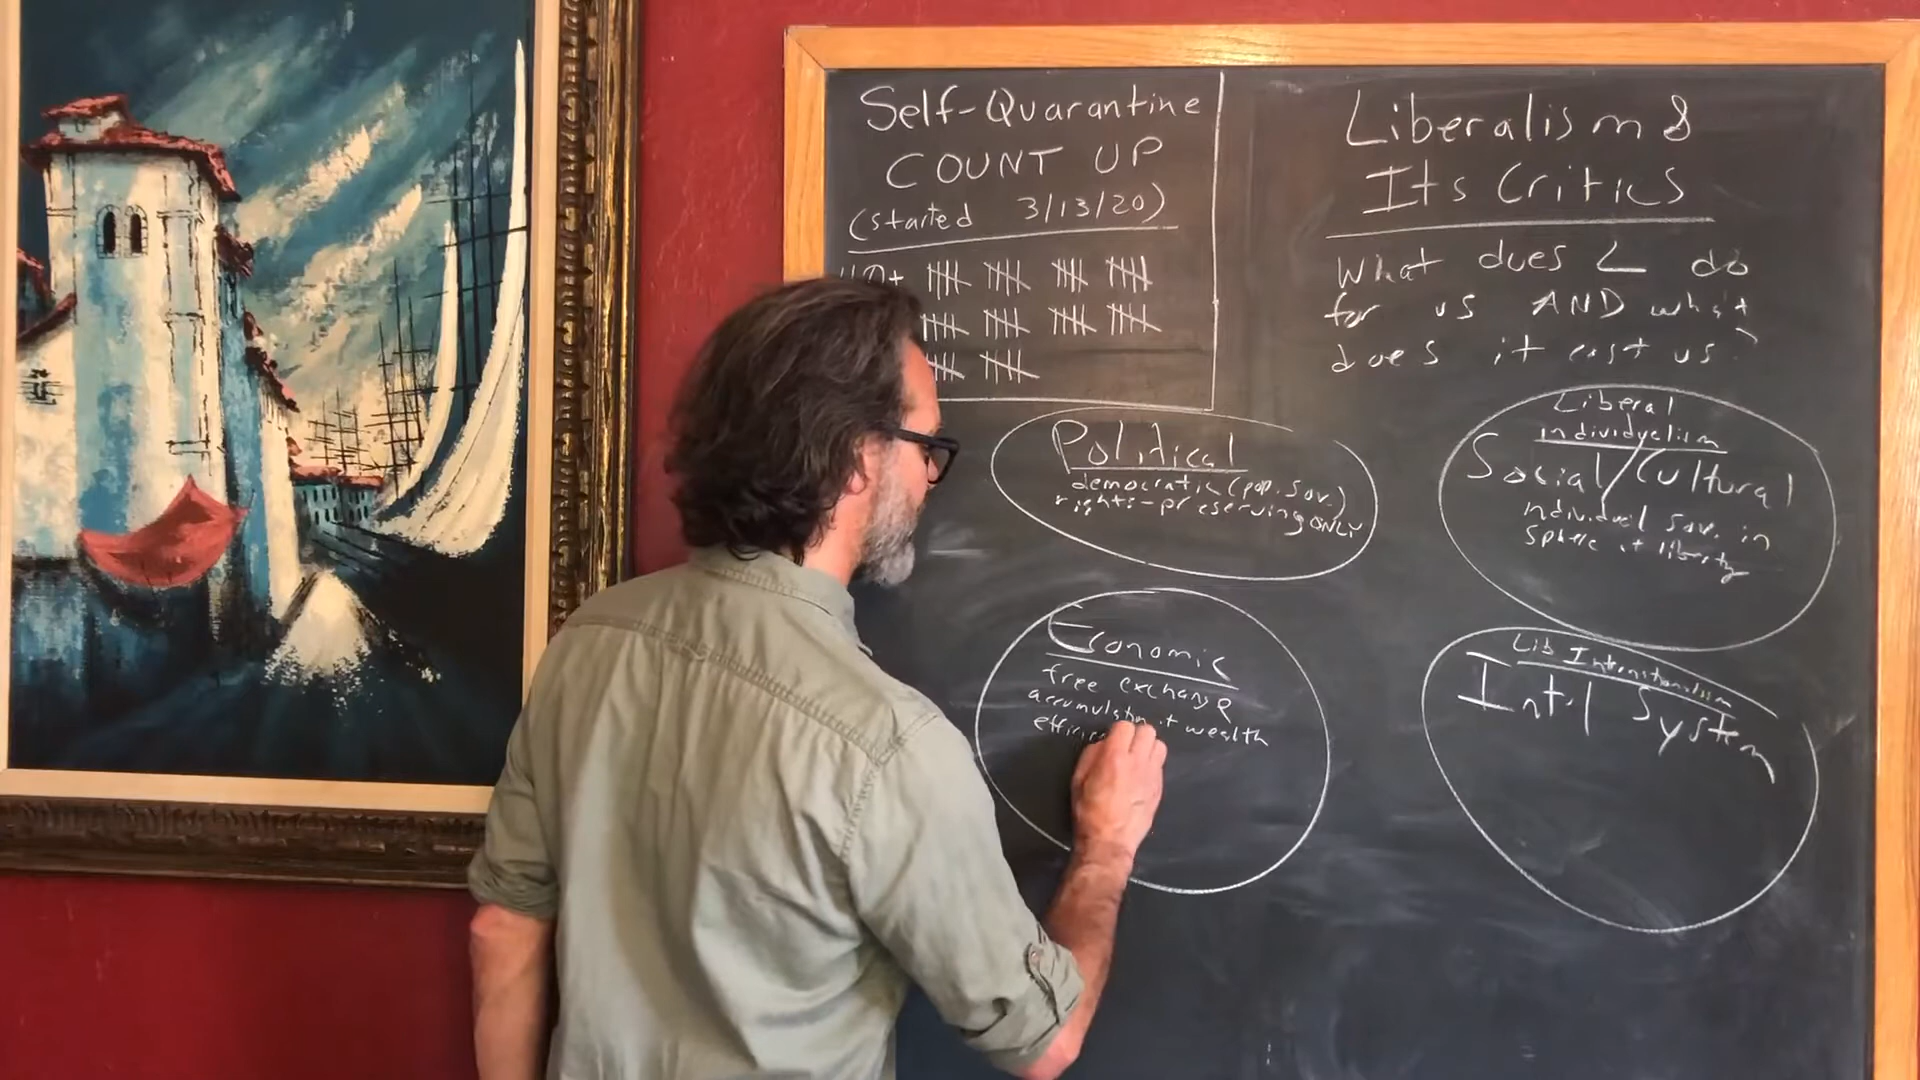 Self-Quarantine
COUNT UP
(started 3/13/20)
Liberalism &
Its Critics
What does L do
for us AND what
does it cost us?
Political
democratic (pop. sov.)
rights-preserving ONLY
Liberal
individualism
Social/Cultural
individual sov. in
sphere of liberty
Economic
free exchange
accumulation of wealth
Lib Internationalism
Int'l System